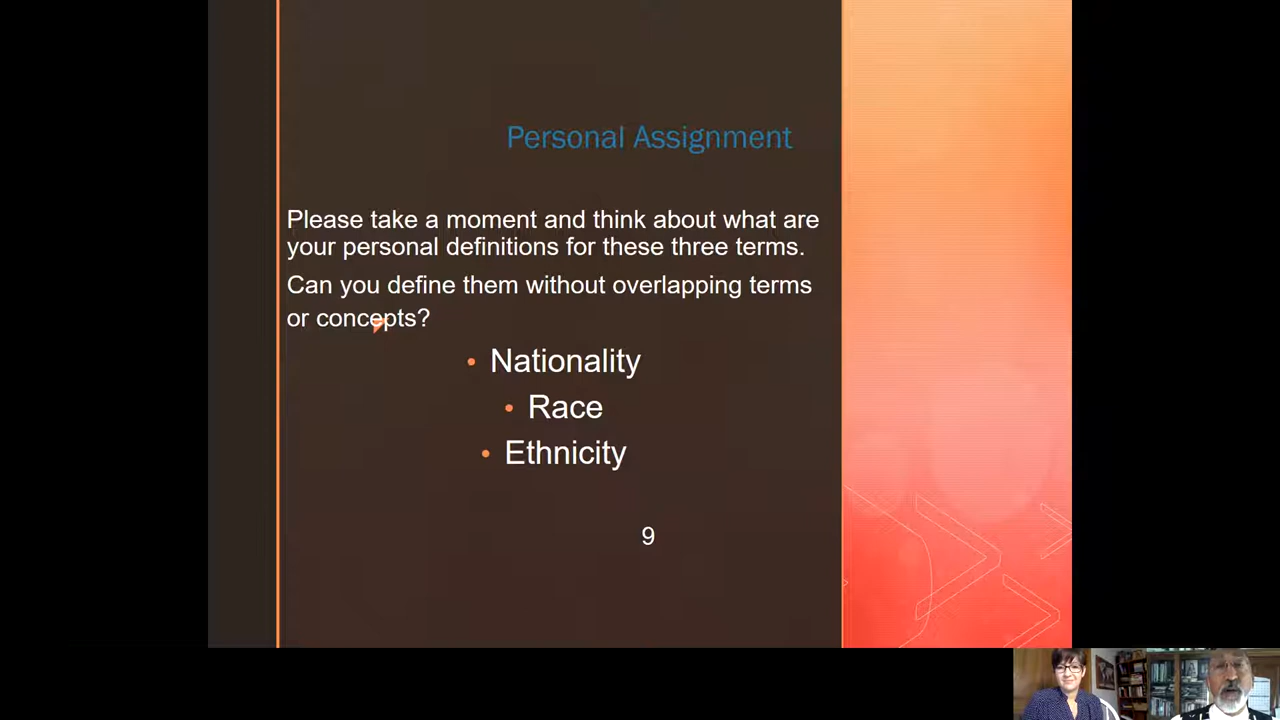 Personal Assignment
Please take a moment and think about what are
your personal definitions for these three terms.
Can you define them without overlapping terms
or concepts?
• Nationality
• Race
• Ethnicity
9